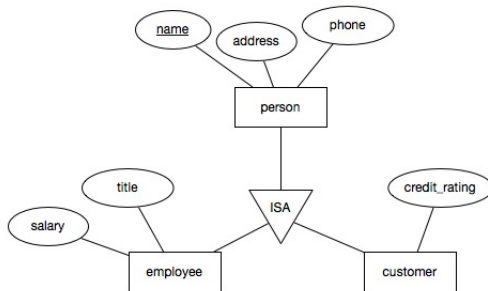 name
address
phone
person
ISA
title
credit_rating
salary
employee
customer